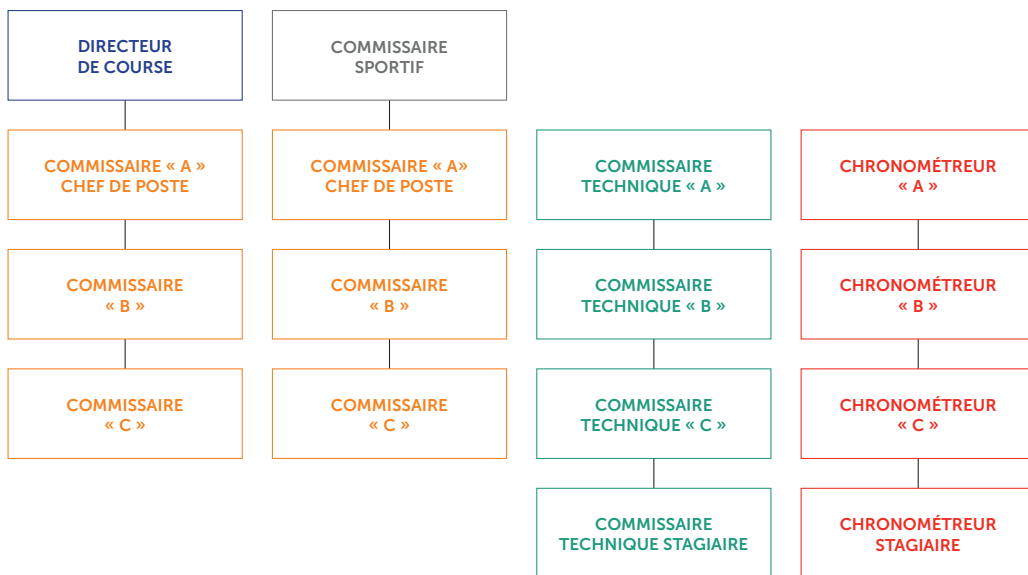 DIRECTEUR
DE COURSE
COMMISSAIRE
SPORTIF
COMMISSAIRE « A »
CHEF DE POSTE
COMMISSAIRE « A»
CHEF DE POSTE
COMMISSAIRE
TECHNIQUE « A »
CHRONOMÉTREUR
« A »
COMMISSAIRE
« B »
COMMISSAIRE
« B »
COMMISSAIRE
TECHNIQUE « B »
CHRONOMÉTREUR
« B »
COMMISSAIRE
« C »
COMMISSAIRE
« C »
COMMISSAIRE
TECHNIQUE « C »
CHRONOMÉTREUR
« C »
COMMISSAIRE
TECHNIQUE STAGIAIRE
CHRONOMÉTREUR
STAGIAIRE